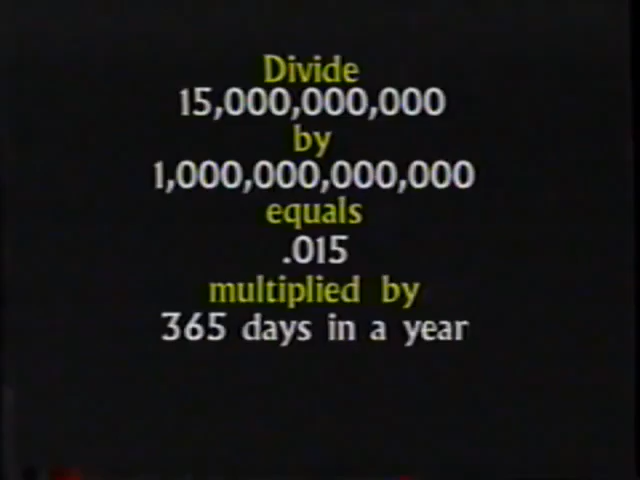 Divide
15,000,000,000
by
1,000,000,000,000
equals
.015
multiplied by
365 days in a year